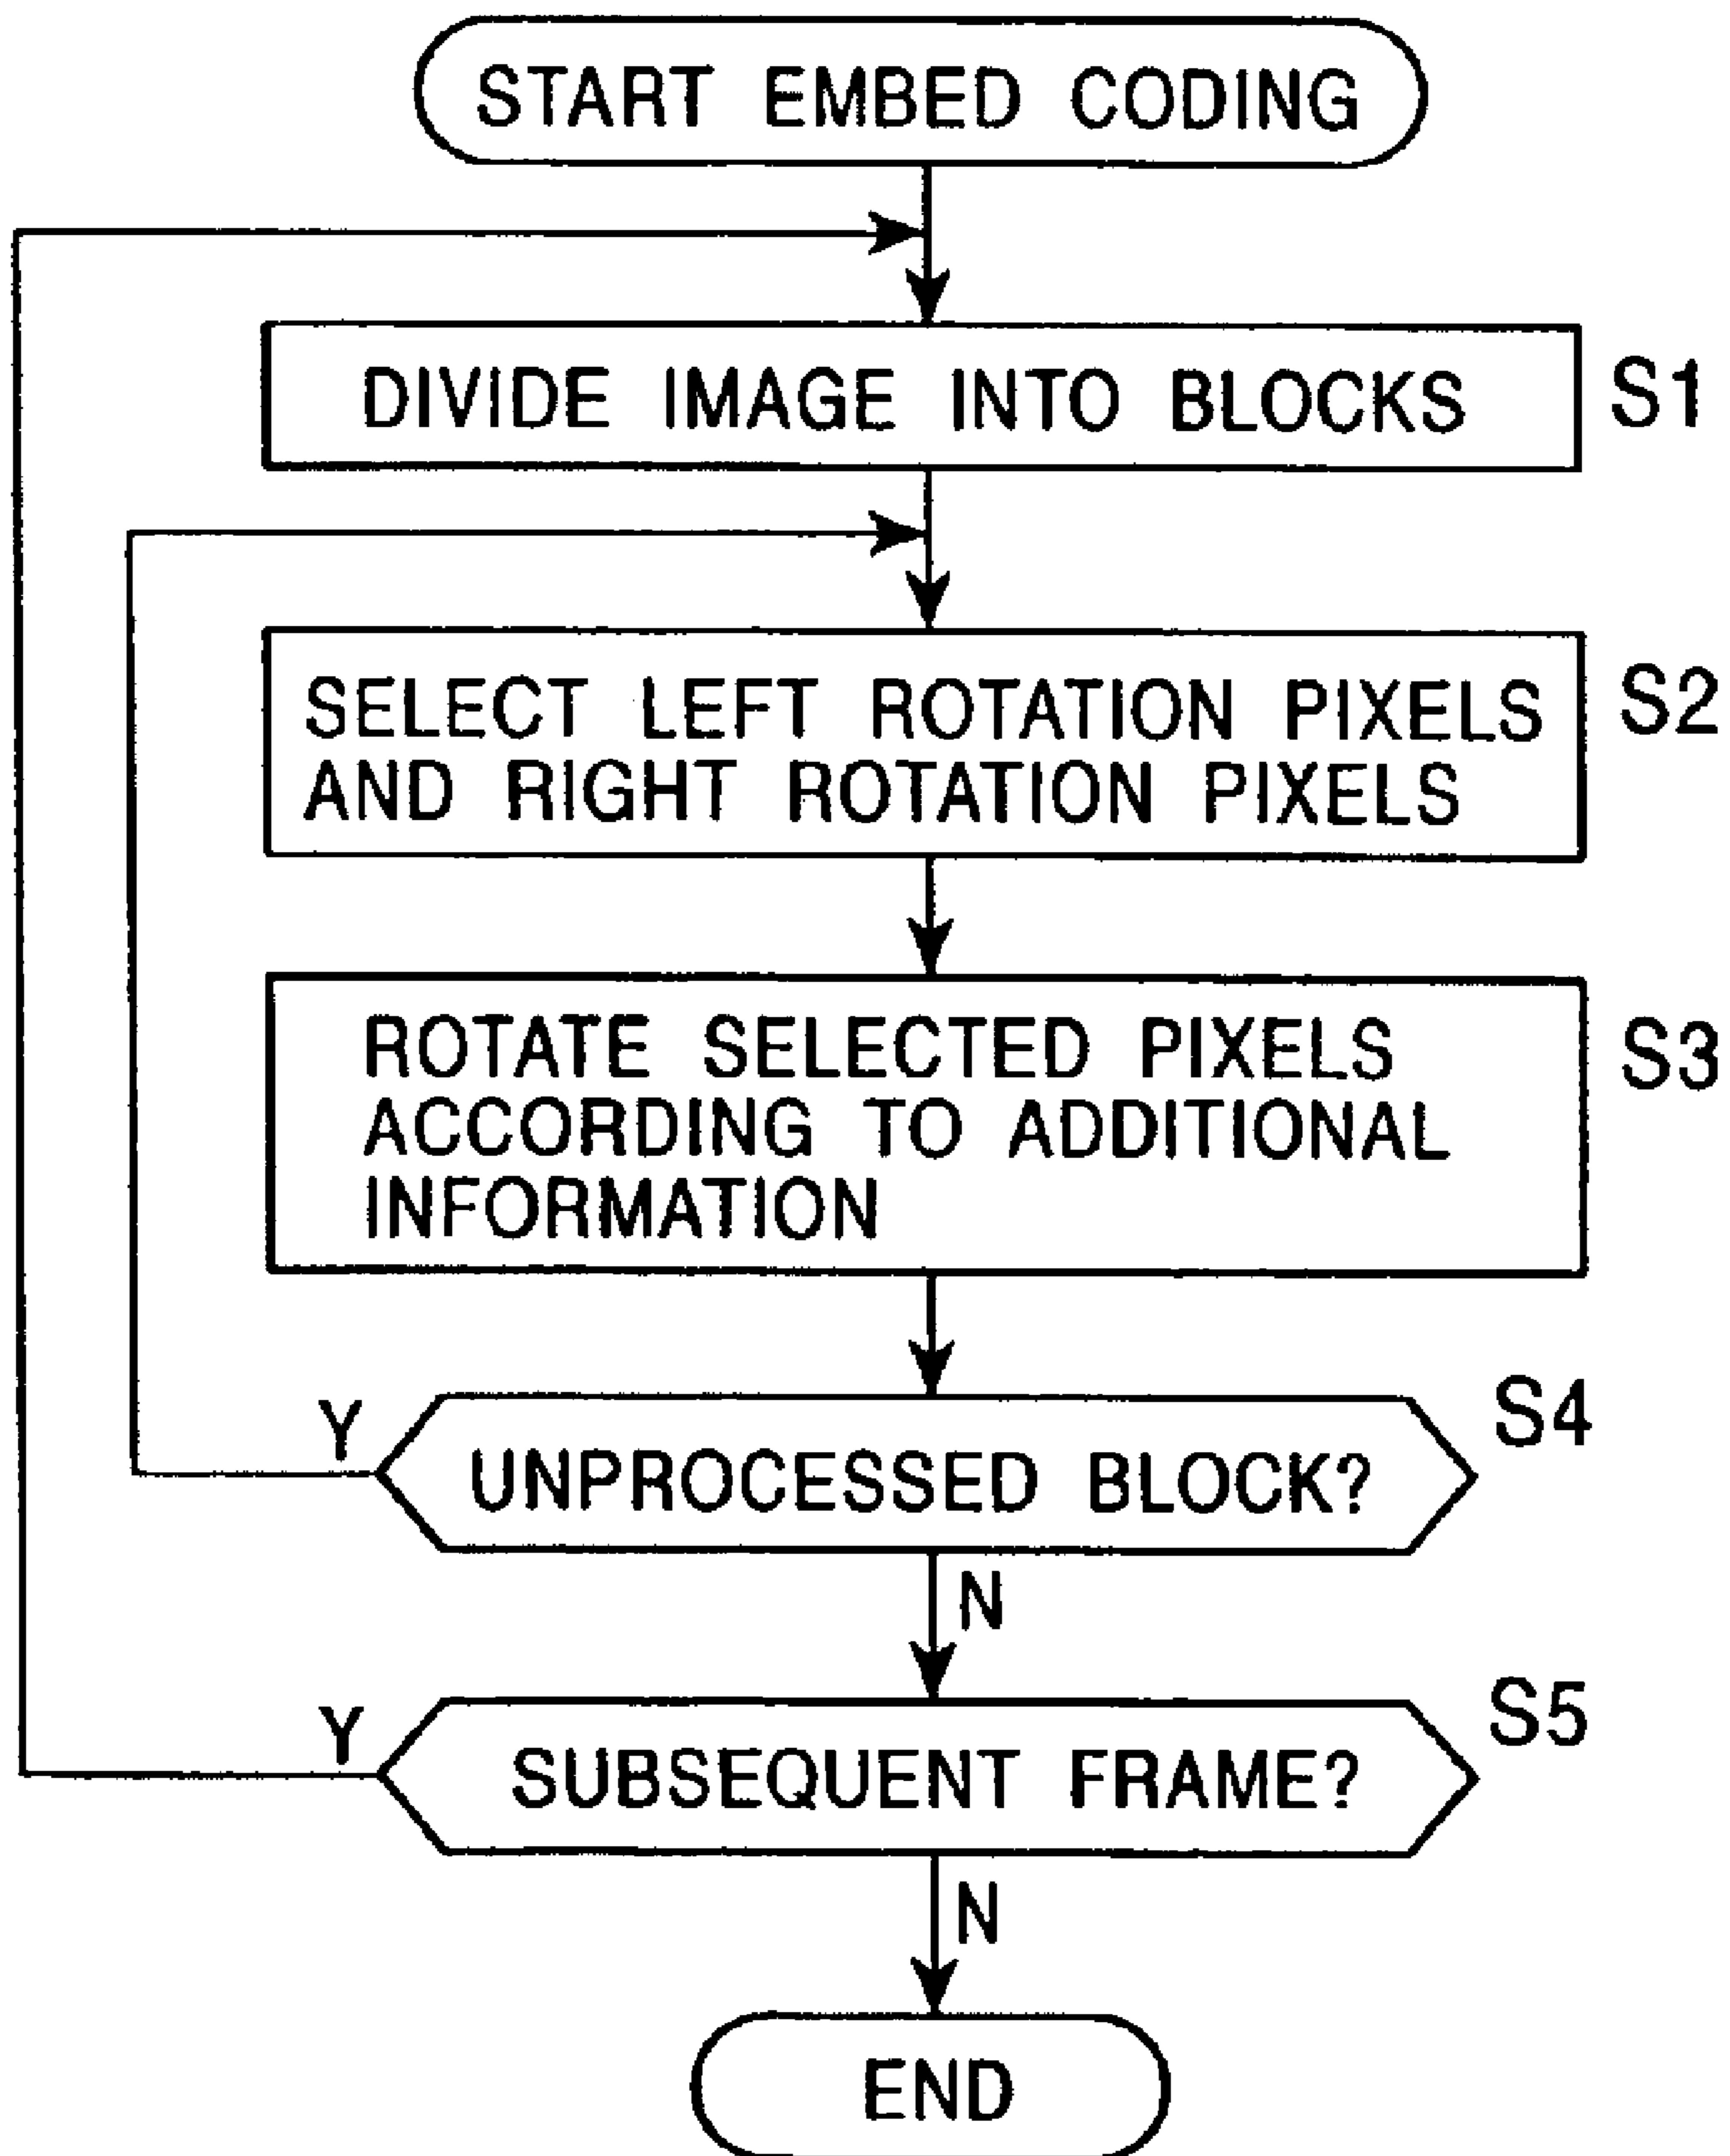 START EMBED CODING
DIVIDE IMAGE INTO BLOCKS
S1
SELECT LEFT ROTATION PIXELS
AND RIGHT ROTATION PIXELS
S2
ROTATE SELECTED PIXELS
ACCORDING TO ADDITIONAL
INFORMATION
S3
Y
UNPROCESSED BLOCK?
S4
N
Y
SUBSEQUENT FRAME?
S5
N
END